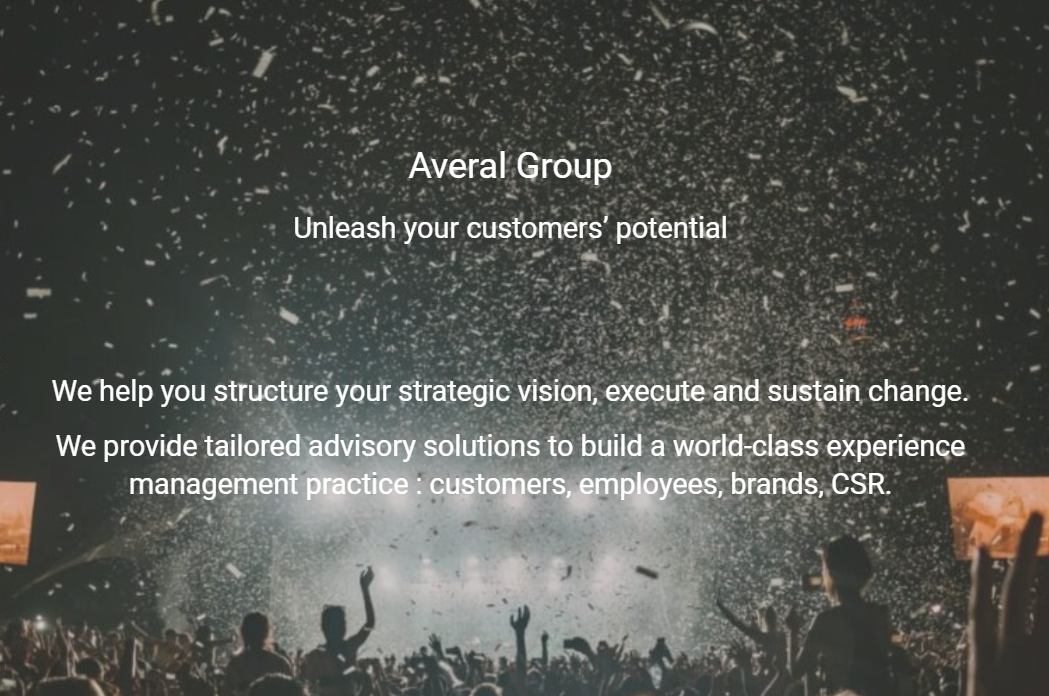 Averal Group
Unleash your customers’ potential
We help you structure your strategic vision, execute and sustain change.
We provide tailored advisory solutions to build a world-class experience
management practice : customers, employees, brands, CSR.